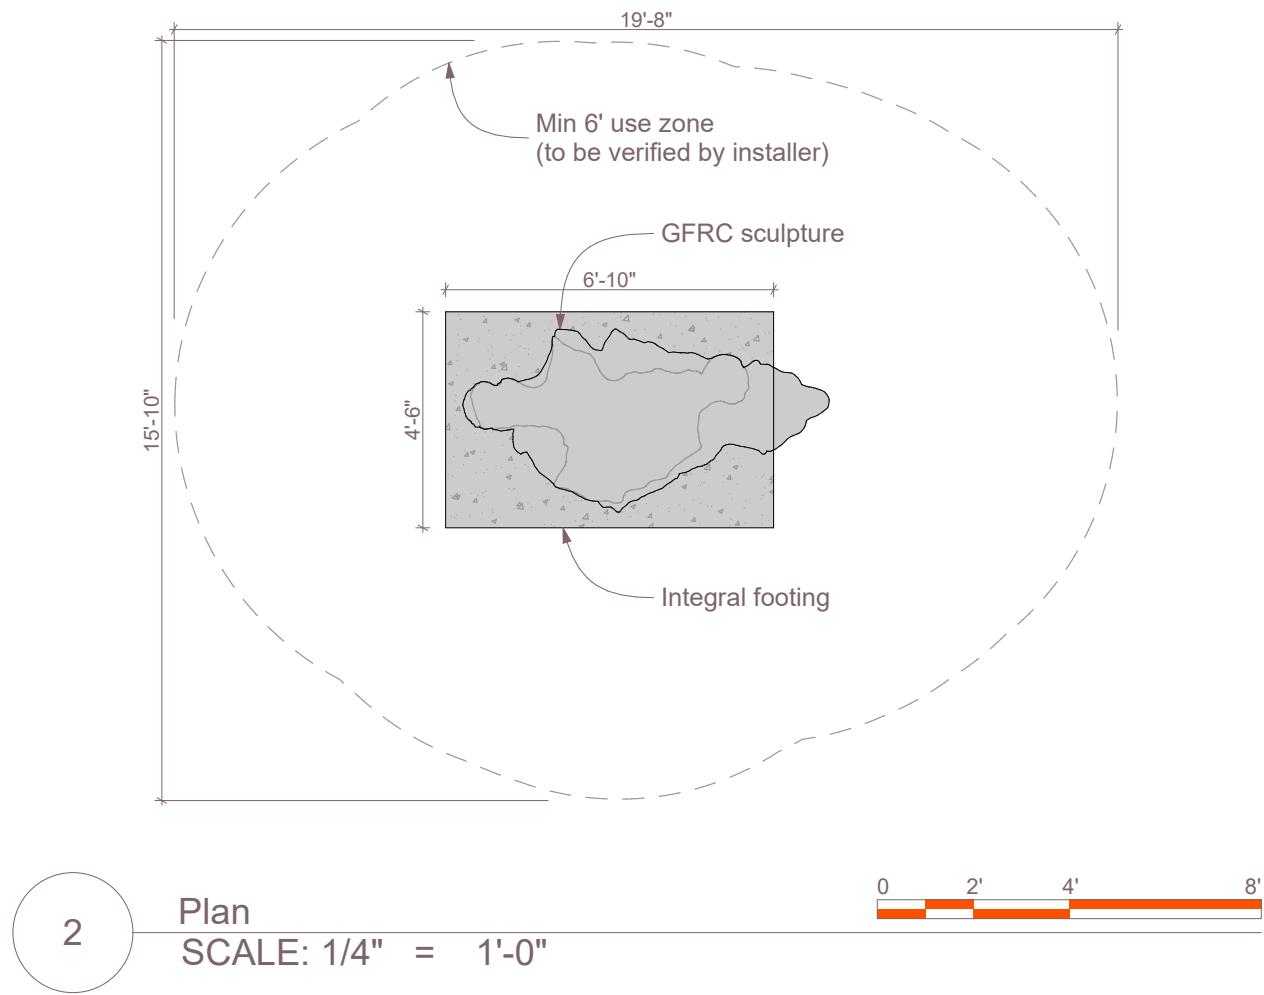 19'-8"
Min 6' use zone
(to be verified by installer)
GFRC sculpture
6'-10"
15'-10"
4'-6"
Integral footing
0 2' 4' 8'
2
Plan
SCALE: 1/4" = 1'-0"